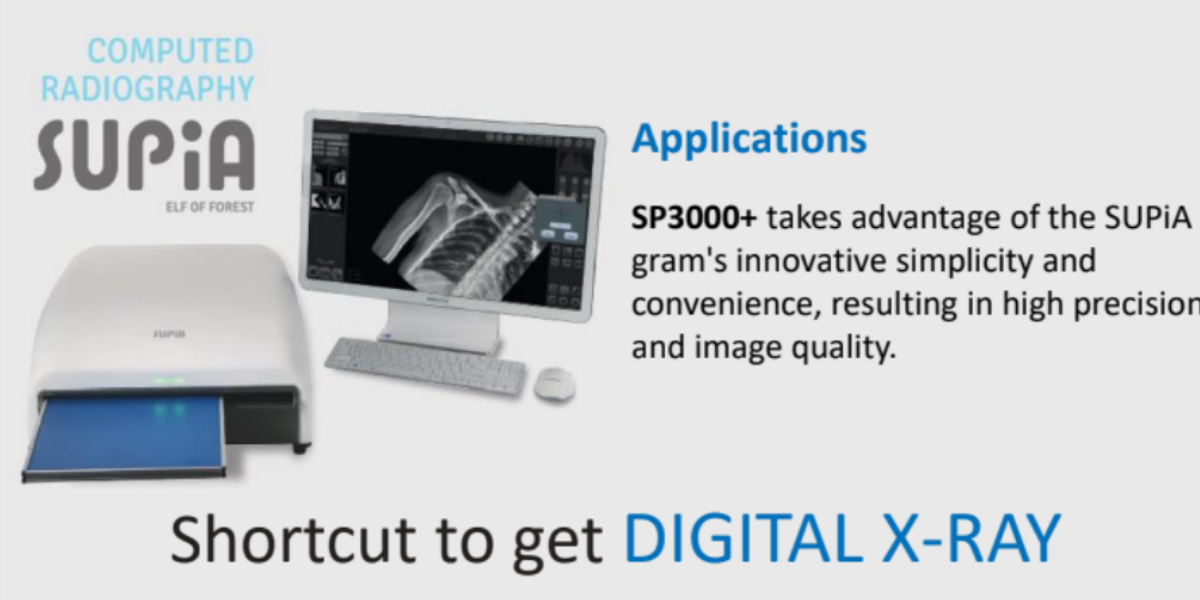 COMPUTED
RADIOGRAPHY
SUPiA
ELF OF FOREST
SUPiA
Applications
SP3000+ takes advantage of the SUPiA
gram's innovative simplicity and
convenience, resulting in high precision
and image quality.
Shortcut to get DIGITAL X-RAY